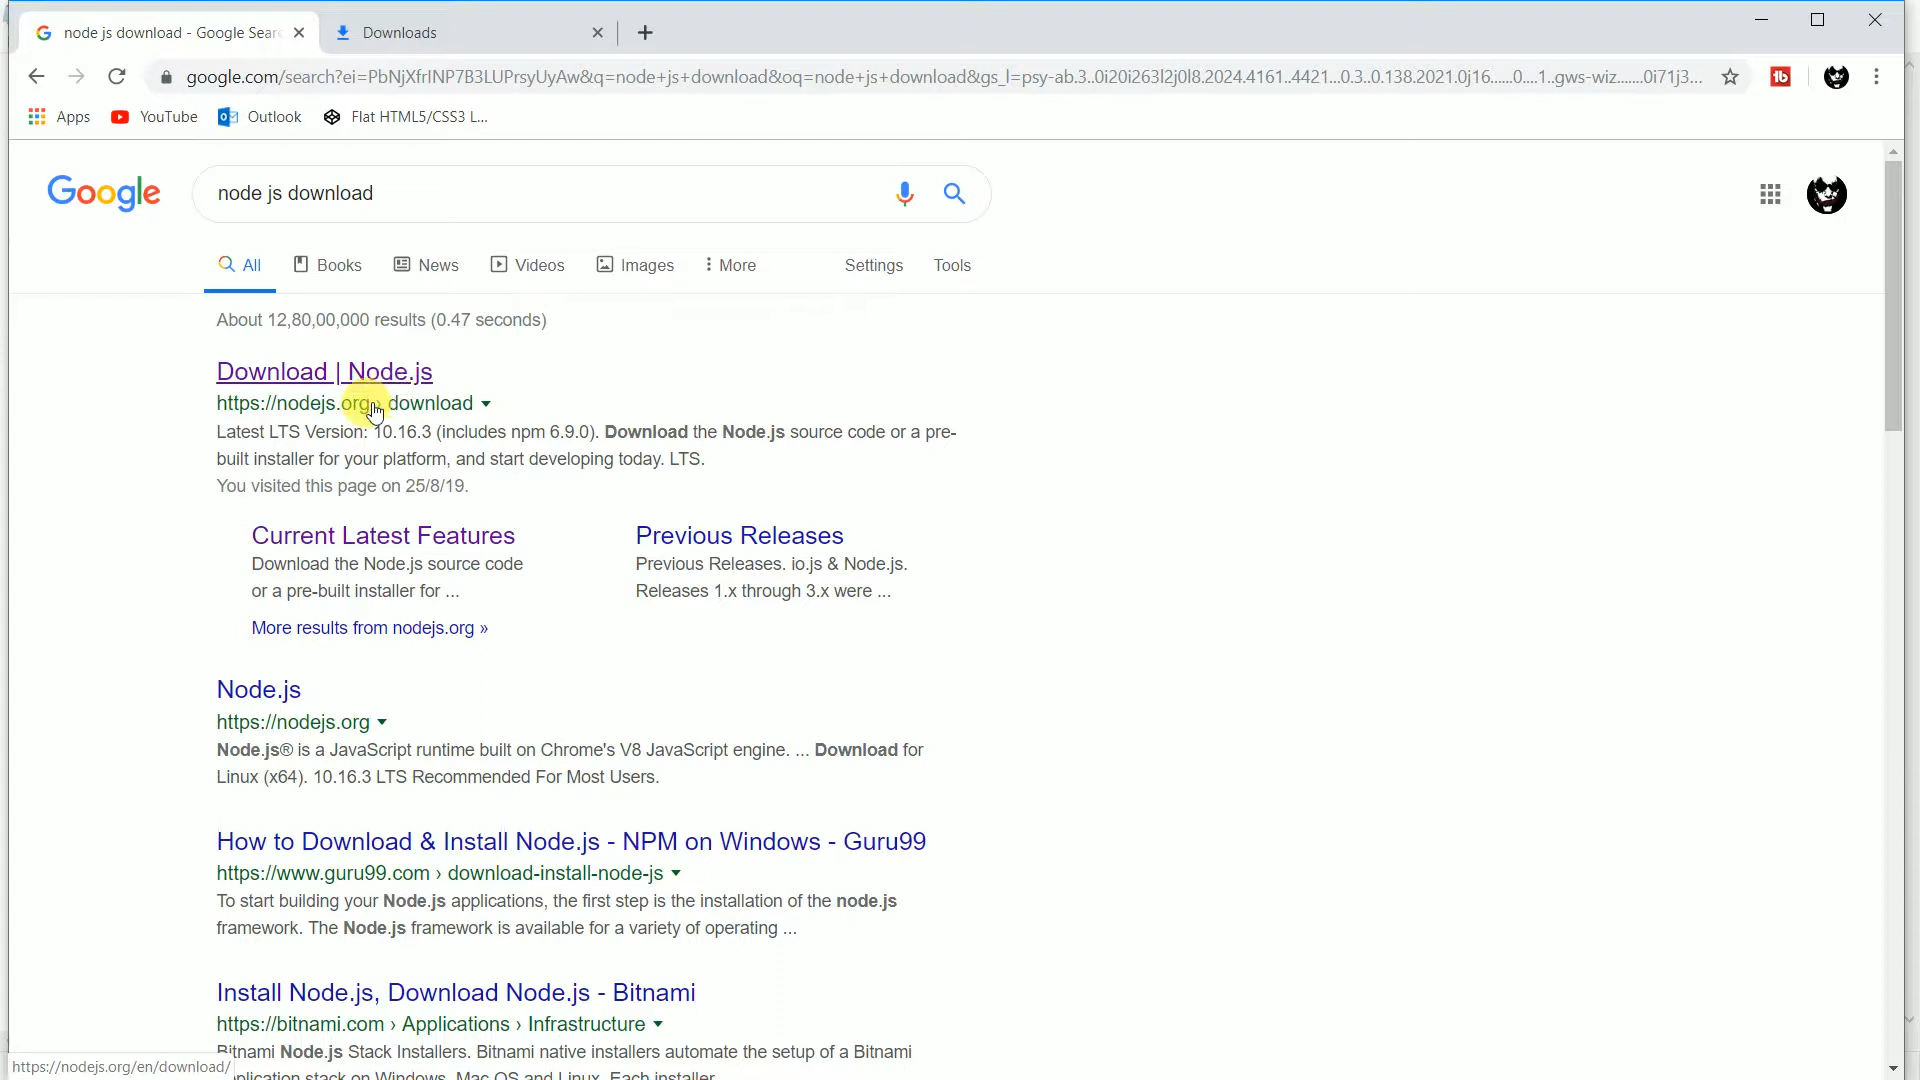 node js download - Google Sear
Downloads
google.com/search?ei=PbNjXfrINP7B3LUPrsyUyAw&q=node+js+download&oq=node+js+download&gs_l=psy-ab.3..0i20i263l2j0l8.2024.4161..4421...0.3..0.138.2021.0j16......0....1..gws-wiz.......0i71j3...
Apps
YouTube
Outlook
Flat HTML5/CSS3 L...
Google
node js download
All
Books
News
Videos
Images
More
Settings
Tools
About 12,80,00,000 results (0.47 seconds)
Download | Node.js
https://nodejs.org › download
Latest LTS Version: 10.16.3 (includes npm 6.9.0). Download the Node.js source code or a pre-
built installer for your platform, and start developing today. LTS.
You visited this page on 25/8/19.
Current Latest Features
Download the Node.js source code
or a pre-built installer for ...
Previous Releases
Previous Releases. io.js & Node.js.
Releases 1.x through 3.x were ...
More results from nodejs.org »
Node.js
https://nodejs.org
Node.js® is a JavaScript runtime built on Chrome's V8 JavaScript engine. ... Download for
Linux (x64). 10.16.3 LTS Recommended For Most Users.
How to Download & Install Node.js - NPM on Windows - Guru99
https://www.guru99.com › download-install-node-js
To start building your Node.js applications, the first step is the installation of the node.js
framework. The Node.js framework is available for a variety of operating ...
Install Node.js, Download Node.js - Bitnami
https://bitnami.com › Applications › Infrastructure
Bitnami Node.js Stack Installers. Bitnami native installers automate the setup of a Bitnami
plication stack on Windows, Mac OS and Linux. Each installer
https://nodejs.org/en/download/